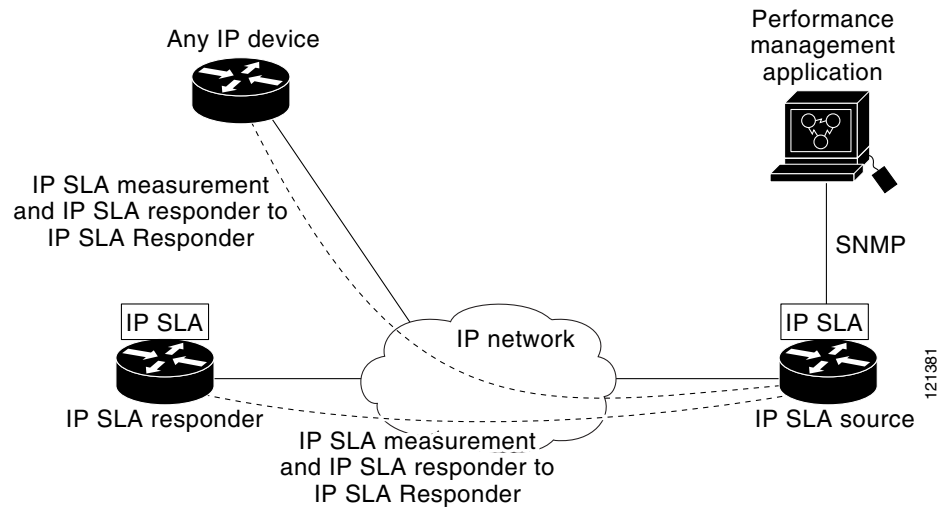 Any IP device
Performance
management
application
IP SLA measurement
and IP SLA responder to
IP SLA Responder
SNMP
IP SLA
IP network
IP SLA
IP SLA responder
IP SLA source
IP SLA measurement
and IP SLA responder to
IP SLA Responder
121381